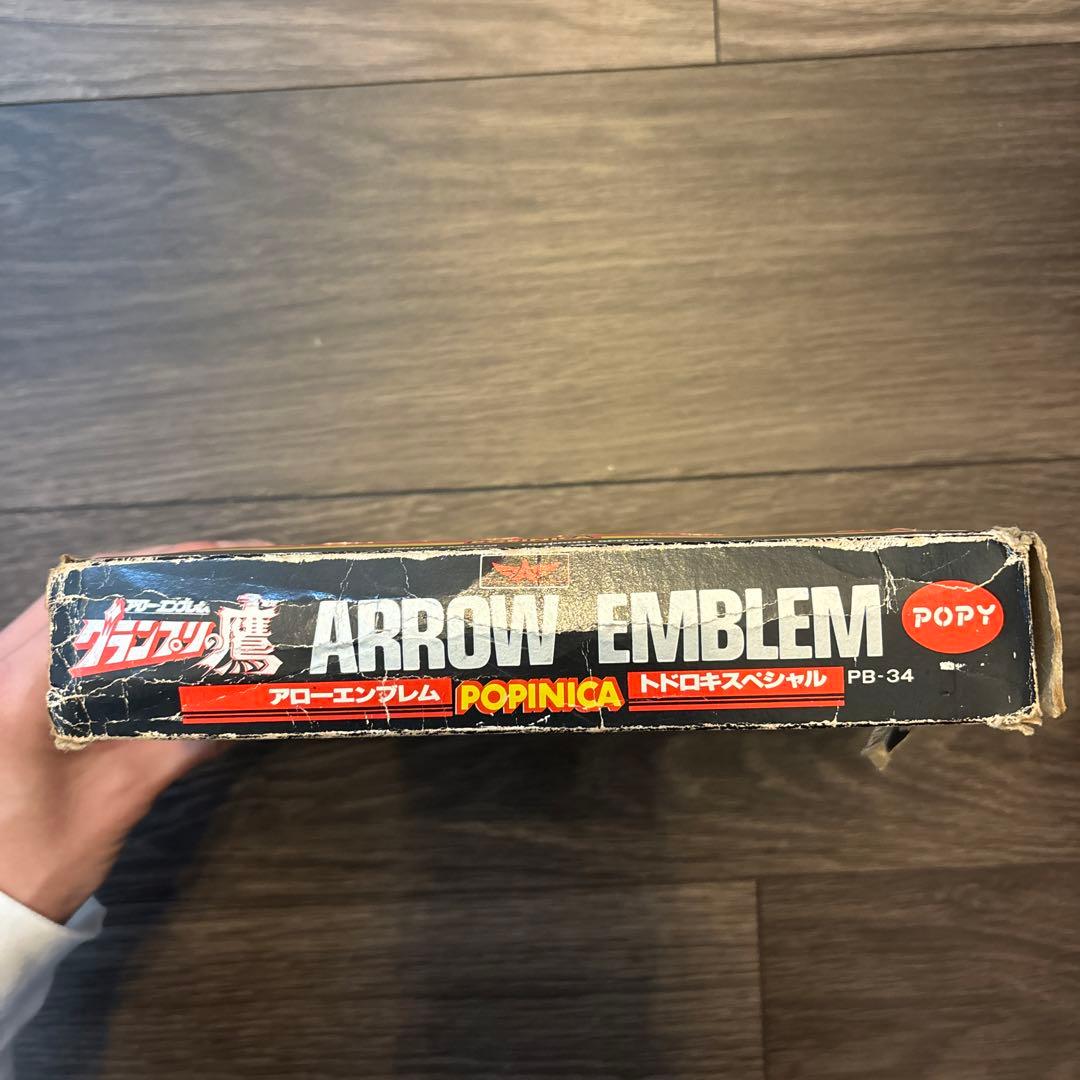 アローエンブレム
グランプリの鷹
ARROW EMBLEM
POPY
アローエンブレム POPINICA トドロキスペシャル PB-34